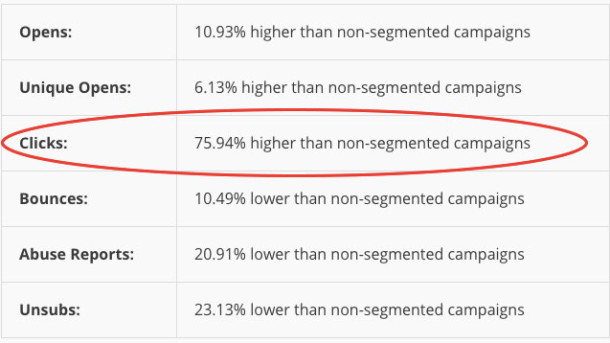 Opens: 10.93% higher than non-segmented campaigns
Unique Opens: 6.13% higher than non-segmented campaigns
Clicks: 75.94% higher than non-segmented campaigns
Bounces: 10.49% lower than non-segmented campaigns
Abuse Reports: 20.91% lower than non-segmented campaigns
Unsubs: 23.13% lower than non-segmented campaigns